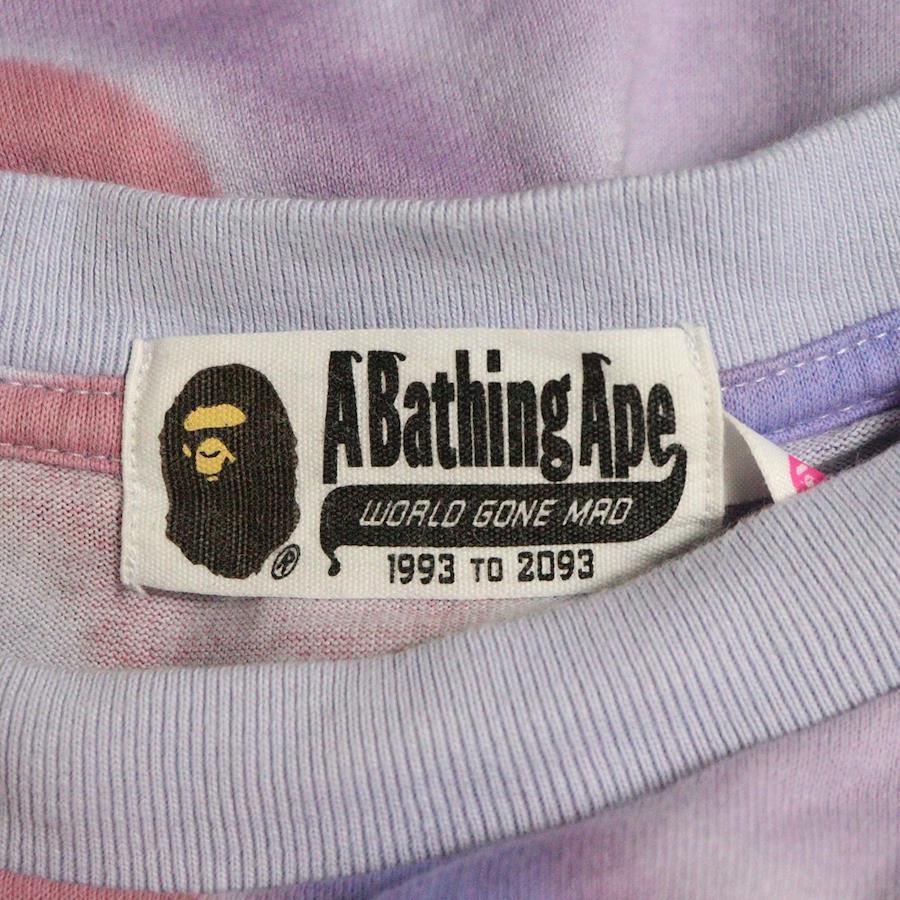 A Bathing Ape
WORLD GONE MAD
1993 TO 2093
®